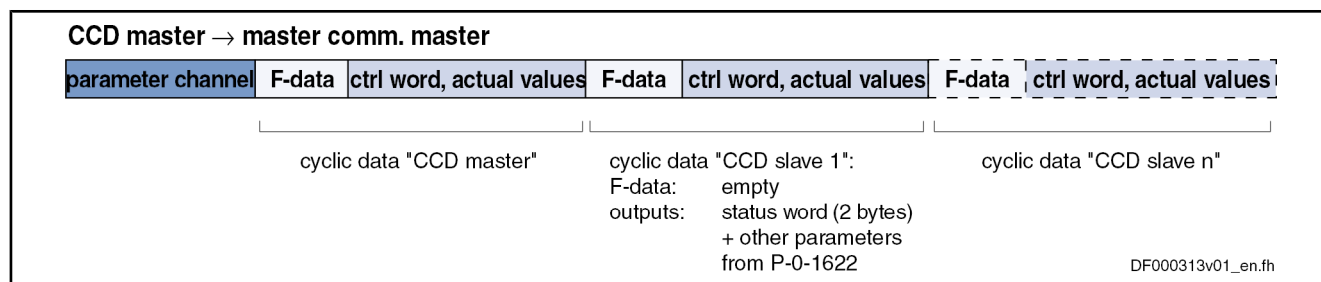 CCD master → master comm. master
parameter channel F-data ctrl word, actual values F-data ctrl word, actual values F-data ctrl word, actual values
cyclic data "CCD master" cyclic data "CCD slave 1": cyclic data "CCD slave n"
F-data: empty
outputs: status word (2 bytes)
+ other parameters
from P-0-1622
DF000313v01_en.fh